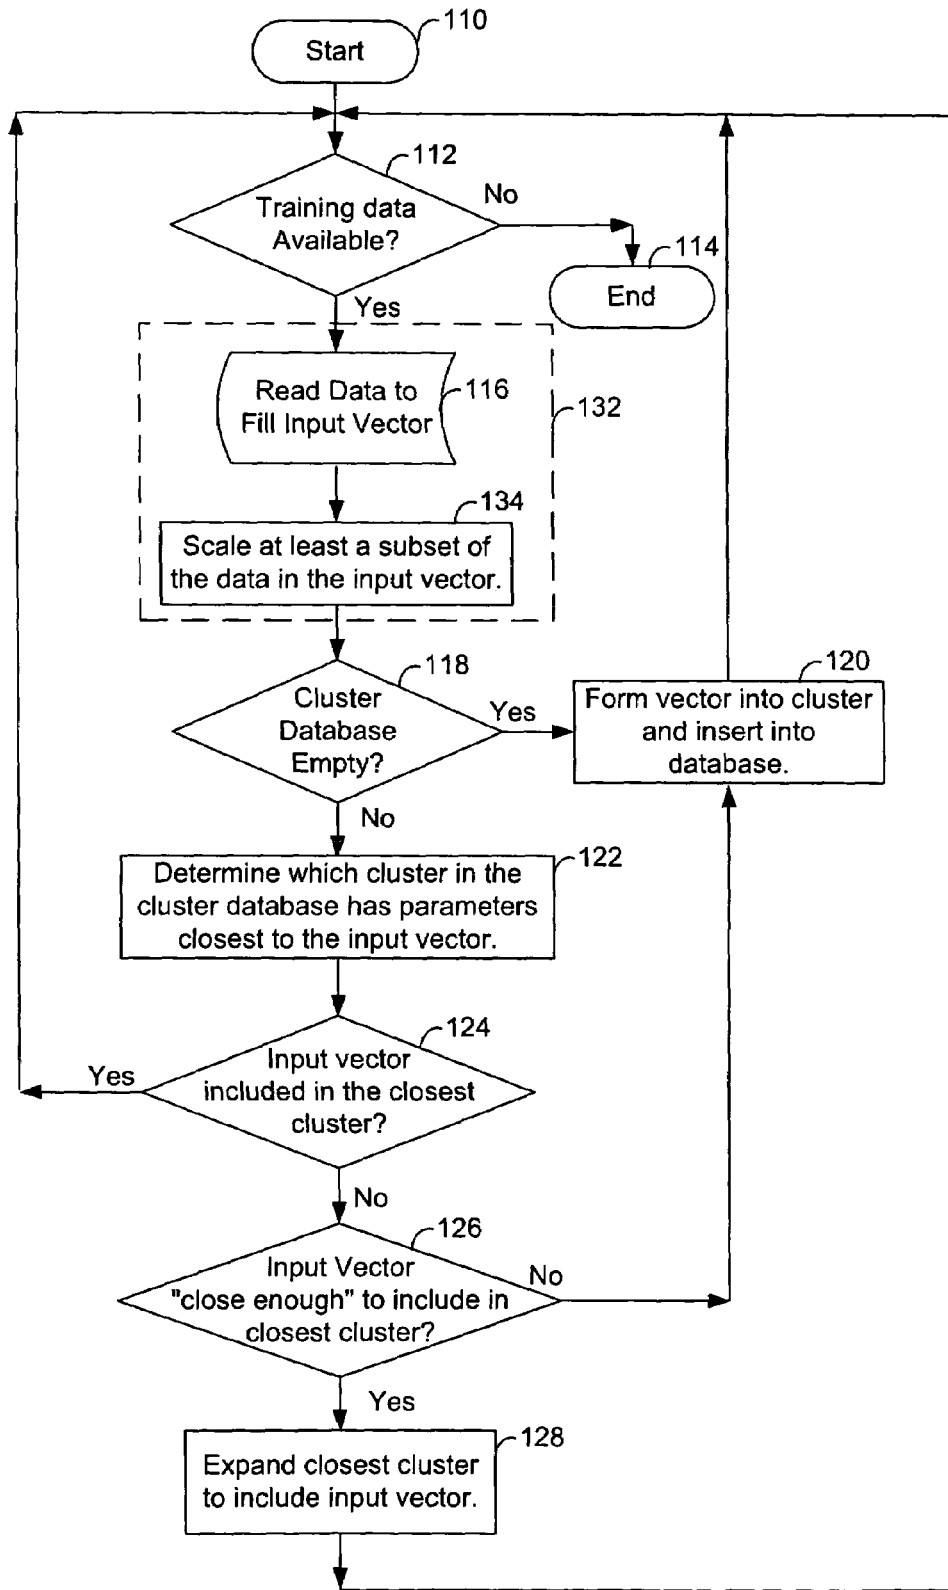 110
Start
112
Training data
Available?
No
114
End
Yes
Read Data to
Fill Input Vector
116
132
134
Scale at least a subset of
the data in the input vector.
118
Cluster
Database
Empty?
Yes
120
Form vector into cluster
and insert into
database.
No
122
Determine which cluster in the
cluster database has parameters
closest to the input vector.
124
Input vector
included in the closest
cluster?
Yes
No
126
Input Vector
"close enough" to include in
closest cluster?
No
Yes
128
Expand closest cluster
to include input vector.